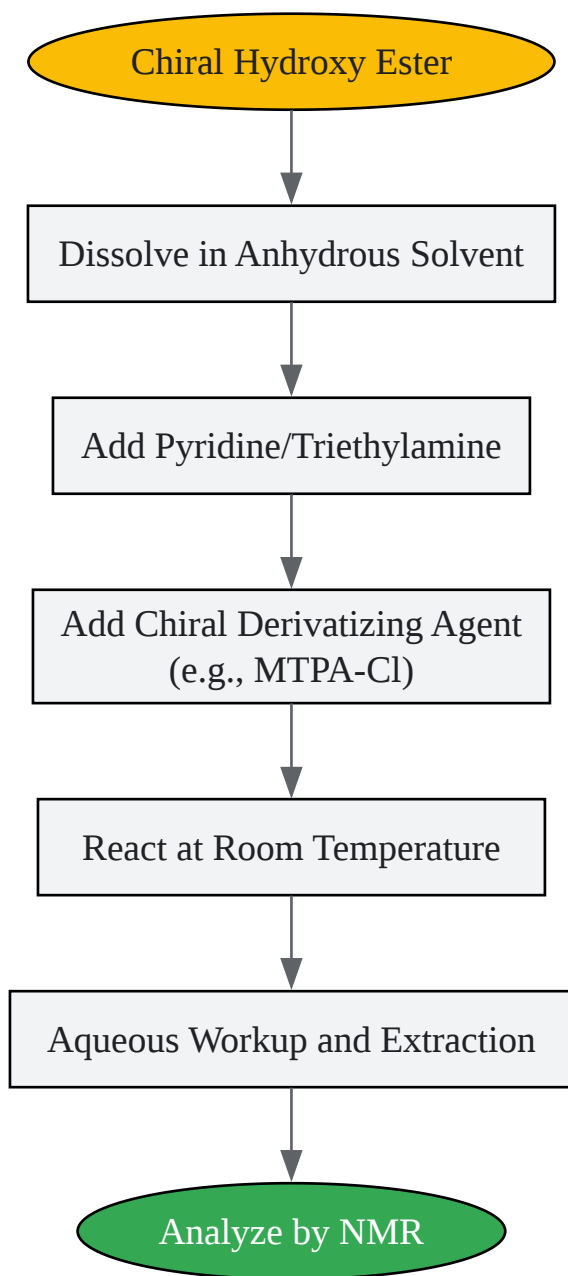 Chiral Hydroxy Ester
Dissolve in Anhydrous Solvent
Add Pyridine/Triethylamine
Add Chiral Derivatizing Agent
(e.g., MTPA-Cl)
React at Room Temperature
Aqueous Workup and Extraction
Analyze by NMR